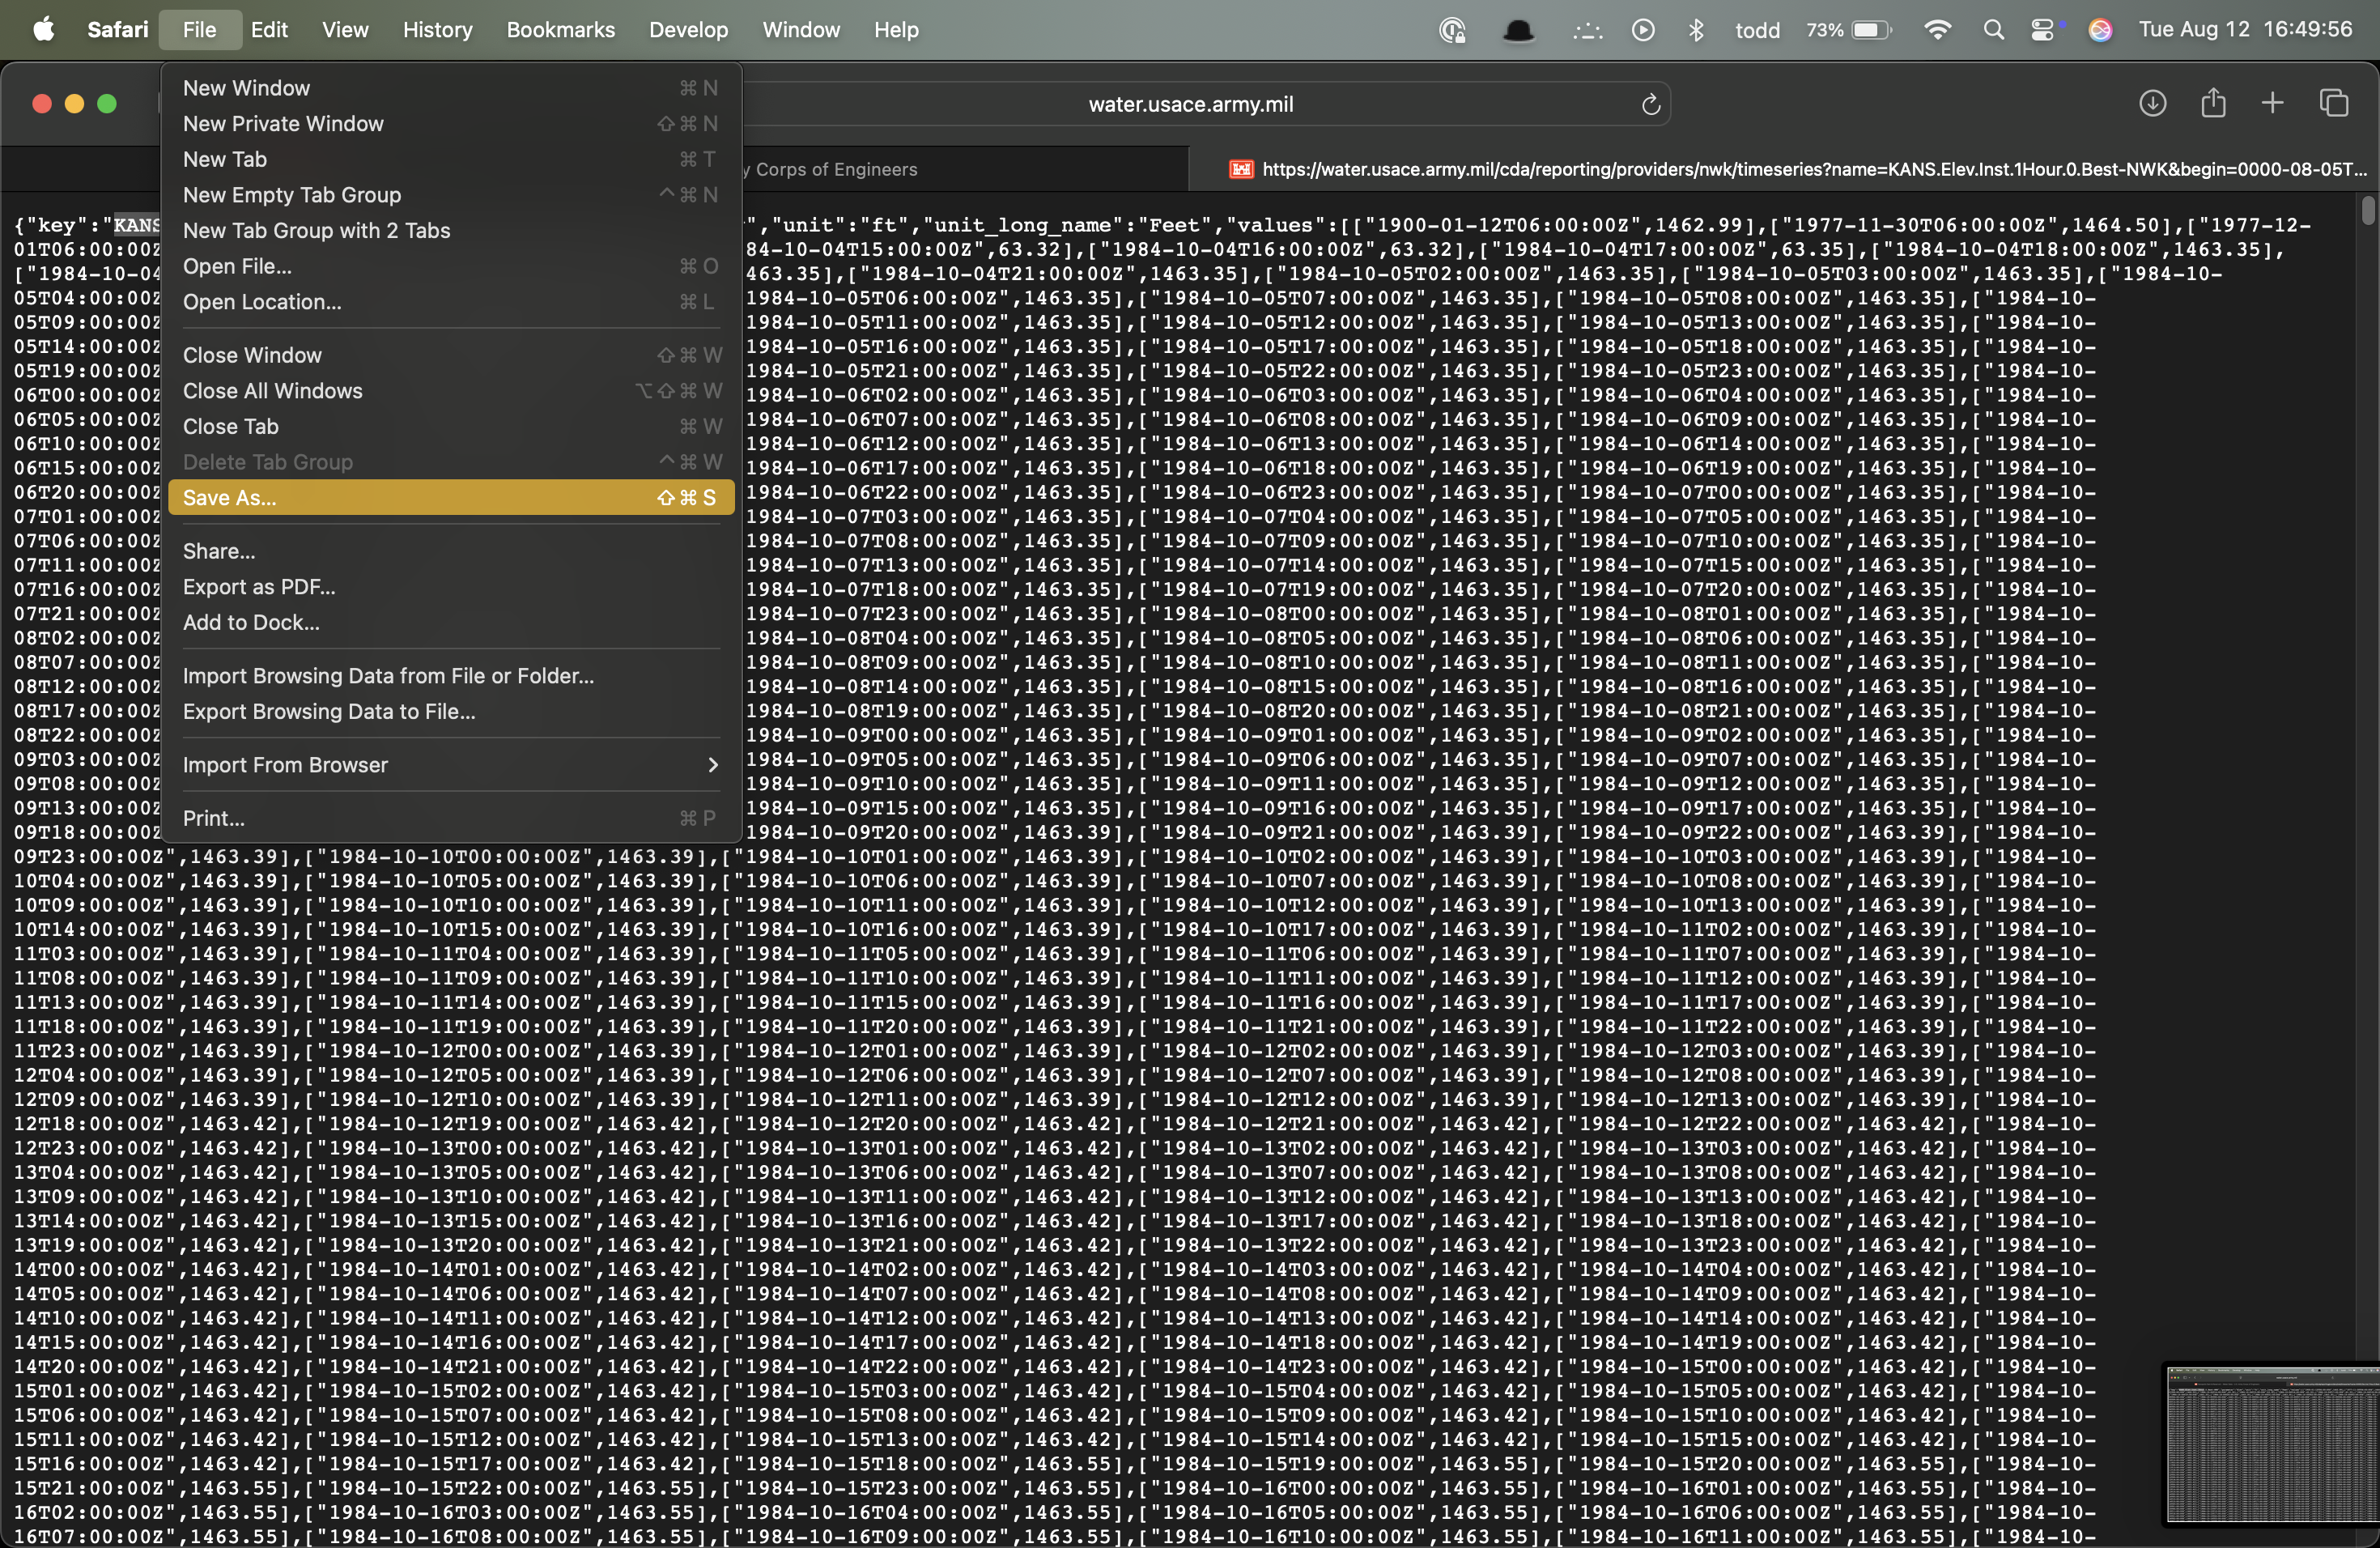 Safari File Edit View History Bookmarks Develop Window Help todd 73% Tue Aug 12 16:49:56
water.usace.army.mil
y Corps of Engineers
https://water.usace.army.mil/cda/reporting/providers/nwk/timeseries?name=KANS.Elev.Inst.1Hour.0.Best-NWK&begin=0000-08-05T...
New Window ⌘ N
New Private Window ⇧ ⌘ N
New Tab ⌘ T
New Empty Tab Group ^ ⌘ N
New Tab Group with 2 Tabs
Open File... ⌘ O
Open Location... ⌘ L
Close Window ⇧ ⌘ W
Close All Windows ⌥ ⇧ ⌘ W
Close Tab ⌘ W
Delete Tab Group ^ ⌘ W
Save As... ⇧ ⌘ S
Share...
Export as PDF...
Add to Dock...
Import Browsing Data from File or Folder...
Export Browsing Data to File...
Import From Browser
Print... ⌘ P
{"key":"KANS ","unit":"ft","unit_long_name":"Feet","values":[["1900-01-12T06:00:00Z",1462.99],["1977-11-30T06:00:00Z",1464.50],["1977-12-
01T06:00:00Z 84-10-04T15:00:00Z",63.32],["1984-10-04T16:00:00Z",63.32],["1984-10-04T17:00:00Z",63.35],["1984-10-04T18:00:00Z",1463.35],
["1984-10-04 463.35],["1984-10-04T21:00:00Z",1463.35],["1984-10-05T02:00:00Z",1463.35],["1984-10-05T03:00:00Z",1463.35],["1984-10-
05T04:00:00Z 1984-10-05T06:00:00Z",1463.35],["1984-10-05T07:00:00Z",1463.35],["1984-10-05T08:00:00Z",1463.35],["1984-10-
05T09:00:00Z 1984-10-05T11:00:00Z",1463.35],["1984-10-05T12:00:00Z",1463.35],["1984-10-05T13:00:00Z",1463.35],["1984-10-
05T14:00:00Z 1984-10-05T16:00:00Z",1463.35],["1984-10-05T17:00:00Z",1463.35],["1984-10-05T18:00:00Z",1463.35],["1984-10-
05T19:00:00Z 1984-10-05T21:00:00Z",1463.35],["1984-10-05T22:00:00Z",1463.35],["1984-10-05T23:00:00Z",1463.35],["1984-10-
06T00:00:00Z 1984-10-06T02:00:00Z",1463.35],["1984-10-06T03:00:00Z",1463.35],["1984-10-06T04:00:00Z",1463.35],["1984-10-
06T05:00:00Z 1984-10-06T07:00:00Z",1463.35],["1984-10-06T08:00:00Z",1463.35],["1984-10-06T09:00:00Z",1463.35],["1984-10-
06T10:00:00Z 1984-10-06T12:00:00Z",1463.35],["1984-10-06T13:00:00Z",1463.35],["1984-10-06T14:00:00Z",1463.35],["1984-10-
06T15:00:00Z 1984-10-06T17:00:00Z",1463.35],["1984-10-06T18:00:00Z",1463.35],["1984-10-06T19:00:00Z",1463.35],["1984-10-
06T20:00:00Z 1984-10-06T22:00:00Z",1463.35],["1984-10-06T23:00:00Z",1463.35],["1984-10-07T00:00:00Z",1463.35],["1984-10-
07T01:00:00Z 1984-10-07T03:00:00Z",1463.35],["1984-10-07T04:00:00Z",1463.35],["1984-10-07T05:00:00Z",1463.35],["1984-10-
07T06:00:00Z 1984-10-07T08:00:00Z",1463.35],["1984-10-07T09:00:00Z",1463.35],["1984-10-07T10:00:00Z",1463.35],["1984-10-
07T11:00:00Z 1984-10-07T13:00:00Z",1463.35],["1984-10-07T14:00:00Z",1463.35],["1984-10-07T15:00:00Z",1463.35],["1984-10-
07T16:00:00Z 1984-10-07T18:00:00Z",1463.35],["1984-10-07T19:00:00Z",1463.35],["1984-10-07T20:00:00Z",1463.35],["1984-10-
07T21:00:00Z 1984-10-07T23:00:00Z",1463.35],["1984-10-08T00:00:00Z",1463.35],["1984-10-08T01:00:00Z",1463.35],["1984-10-
08T02:00:00Z 1984-10-08T04:00:00Z",1463.35],["1984-10-08T05:00:00Z",1463.35],["1984-10-08T06:00:00Z",1463.35],["1984-10-
08T07:00:00Z 1984-10-08T09:00:00Z",1463.35],["1984-10-08T10:00:00Z",1463.35],["1984-10-08T11:00:00Z",1463.35],["1984-10-
08T12:00:00Z 1984-10-08T14:00:00Z",1463.35],["1984-10-08T15:00:00Z",1463.35],["1984-10-08T16:00:00Z",1463.35],["1984-10-
08T17:00:00Z 1984-10-08T19:00:00Z",1463.35],["1984-10-08T20:00:00Z",1463.35],["1984-10-08T21:00:00Z",1463.35],["1984-10-
08T22:00:00Z 1984-10-09T00:00:00Z",1463.35],["1984-10-09T01:00:00Z",1463.35],["1984-10-09T02:00:00Z",1463.35],["1984-10-
09T03:00:00Z 1984-10-09T05:00:00Z",1463.35],["1984-10-09T06:00:00Z",1463.35],["1984-10-09T07:00:00Z",1463.35],["1984-10-
09T08:00:00Z 1984-10-09T10:00:00Z",1463.35],["1984-10-09T11:00:00Z",1463.35],["1984-10-09T12:00:00Z",1463.35],["1984-10-
09T13:00:00Z 1984-10-09T15:00:00Z",1463.35],["1984-10-09T16:00:00Z",1463.35],["1984-10-09T17:00:00Z",1463.35],["1984-10-
09T18:00:00Z 1984-10-09T20:00:00Z",1463.39],["1984-10-09T21:00:00Z",1463.39],["1984-10-09T22:00:00Z",1463.39],["1984-10-
09T23:00:00Z",1463.39],["1984-10-10T00:00:00Z",1463.39],["1984-10-10T01:00:00Z",1463.39],["1984-10-10T02:00:00Z",1463.39],["1984-10-10T03:00:00Z",1463.39],["1984-10-
10T04:00:00Z",1463.39],["1984-10-10T05:00:00Z",1463.39],["1984-10-10T06:00:00Z",1463.39],["1984-10-10T07:00:00Z",1463.39],["1984-10-10T08:00:00Z",1463.39],["1984-10-
10T09:00:00Z",1463.39],["1984-10-10T10:00:00Z",1463.39],["1984-10-10T11:00:00Z",1463.39],["1984-10-10T12:00:00Z",1463.39],["1984-10-10T13:00:00Z",1463.39],["1984-10-
10T14:00:00Z",1463.39],["1984-10-10T15:00:00Z",1463.39],["1984-10-10T16:00:00Z",1463.39],["1984-10-10T17:00:00Z",1463.39],["1984-10-11T02:00:00Z",1463.39],["1984-10-
11T03:00:00Z",1463.39],["1984-10-11T04:00:00Z",1463.39],["1984-10-11T05:00:00Z",1463.39],["1984-10-11T06:00:00Z",1463.39],["1984-10-11T07:00:00Z",1463.39],["1984-10-
11T08:00:00Z",1463.39],["1984-10-11T09:00:00Z",1463.39],["1984-10-11T10:00:00Z",1463.39],["1984-10-11T11:00:00Z",1463.39],["1984-10-11T12:00:00Z",1463.39],["1984-10-
11T13:00:00Z",1463.39],["1984-10-11T14:00:00Z",1463.39],["1984-10-11T15:00:00Z",1463.39],["1984-10-11T16:00:00Z",1463.39],["1984-10-11T17:00:00Z",1463.39],["1984-10-
11T18:00:00Z",1463.39],["1984-10-11T19:00:00Z",1463.39],["1984-10-11T20:00:00Z",1463.39],["1984-10-11T21:00:00Z",1463.39],["1984-10-11T22:00:00Z",1463.39],["1984-10-
11T23:00:00Z",1463.39],["1984-10-12T00:00:00Z",1463.39],["1984-10-12T01:00:00Z",1463.39],["1984-10-12T02:00:00Z",1463.39],["1984-10-12T03:00:00Z",1463.39],["1984-10-
12T04:00:00Z",1463.39],["1984-10-12T05:00:00Z",1463.39],["1984-10-12T06:00:00Z",1463.39],["1984-10-12T07:00:00Z",1463.39],["1984-10-12T08:00:00Z",1463.39],["1984-10-
12T09:00:00Z",1463.39],["1984-10-12T10:00:00Z",1463.39],["1984-10-12T11:00:00Z",1463.39],["1984-10-12T12:00:00Z",1463.39],["1984-10-12T13:00:00Z",1463.39],["1984-10-
12T18:00:00Z",1463.42],["1984-10-12T19:00:00Z",1463.42],["1984-10-12T20:00:00Z",1463.42],["1984-10-12T21:00:00Z",1463.42],["1984-10-12T22:00:00Z",1463.42],["1984-10-
12T23:00:00Z",1463.42],["1984-10-13T00:00:00Z",1463.42],["1984-10-13T01:00:00Z",1463.42],["1984-10-13T02:00:00Z",1463.42],["1984-10-13T03:00:00Z",1463.42],["1984-10-
13T04:00:00Z",1463.42],["1984-10-13T05:00:00Z",1463.42],["1984-10-13T06:00:00Z",1463.42],["1984-10-13T07:00:00Z",1463.42],["1984-10-13T08:00:00Z",1463.42],["1984-10-
13T09:00:00Z",1463.42],["1984-10-13T10:00:00Z",1463.42],["1984-10-13T11:00:00Z",1463.42],["1984-10-13T12:00:00Z",1463.42],["1984-10-13T13:00:00Z",1463.42],["1984-10-
13T14:00:00Z",1463.42],["1984-10-13T15:00:00Z",1463.42],["1984-10-13T16:00:00Z",1463.42],["1984-10-13T17:00:00Z",1463.42],["1984-10-13T18:00:00Z",1463.42],["1984-10-
13T19:00:00Z",1463.42],["1984-10-13T20:00:00Z",1463.42],["1984-10-13T21:00:00Z",1463.42],["1984-10-13T22:00:00Z",1463.42],["1984-10-13T23:00:00Z",1463.42],["1984-10-
14T00:00:00Z",1463.42],["1984-10-14T01:00:00Z",1463.42],["1984-10-14T02:00:00Z",1463.42],["1984-10-14T03:00:00Z",1463.42],["1984-10-14T04:00:00Z",1463.42],["1984-10-
14T05:00:00Z",1463.42],["1984-10-14T06:00:00Z",1463.42],["1984-10-14T07:00:00Z",1463.42],["1984-10-14T08:00:00Z",1463.42],["1984-10-14T09:00:00Z",1463.42],["1984-10-
14T10:00:00Z",1463.42],["1984-10-14T11:00:00Z",1463.42],["1984-10-14T12:00:00Z",1463.42],["1984-10-14T13:00:00Z",1463.42],["1984-10-14T14:00:00Z",1463.42],["1984-10-
14T15:00:00Z",1463.42],["1984-10-14T16:00:00Z",1463.42],["1984-10-14T17:00:00Z",1463.42],["1984-10-14T18:00:00Z",1463.42],["1984-10-14T19:00:00Z",1463.42],["1984-10-
14T20:00:00Z",1463.42],["1984-10-14T21:00:00Z",1463.42],["1984-10-14T22:00:00Z",1463.42],["1984-10-14T23:00:00Z",1463.42],["1984-10-15T00:00:00Z",1463.42],["1984-10-
15T01:00:00Z",1463.42],["1984-10-15T02:00:00Z",1463.42],["1984-10-15T03:00:00Z",1463.42],["1984-10-15T04:00:00Z",1463.42],["1984-10-15T05:00:00Z",1463.42],["1984-10-
15T06:00:00Z",1463.42],["1984-10-15T07:00:00Z",1463.42],["1984-10-15T08:00:00Z",1463.42],["1984-10-15T09:00:00Z",1463.42],["1984-10-15T10:00:00Z",1463.42],["1984-10-
15T11:00:00Z",1463.42],["1984-10-15T12:00:00Z",1463.42],["1984-10-15T13:00:00Z",1463.42],["1984-10-15T14:00:00Z",1463.42],["1984-10-15T15:00:00Z",1463.42],["1984-10-
15T16:00:00Z",1463.42],["1984-10-15T17:00:00Z",1463.42],["1984-10-15T18:00:00Z",1463.55],["1984-10-15T19:00:00Z",1463.55],["1984-10-15T20:00:00Z",1463.55],["1984-10-
15T21:00:00Z",1463.55],["1984-10-15T22:00:00Z",1463.55],["1984-10-15T23:00:00Z",1463.55],["1984-10-16T00:00:00Z",1463.55],["1984-10-16T01:00:00Z",1463.55],["1984-10-
16T02:00:00Z",1463.55],["1984-10-16T03:00:00Z",1463.55],["1984-10-16T04:00:00Z",1463.55],["1984-10-16T05:00:00Z",1463.55],["1984-10-16T06:00:00Z",1463.55],["1984-10-
16T07:00:00Z",1463.55],["1984-10-16T08:00:00Z",1463.55],["1984-10-16T09:00:00Z",1463.55],["1984-10-16T10:00:00Z",1463.55],["1984-10-16T11:00:00Z",1463.55],["1984-10-